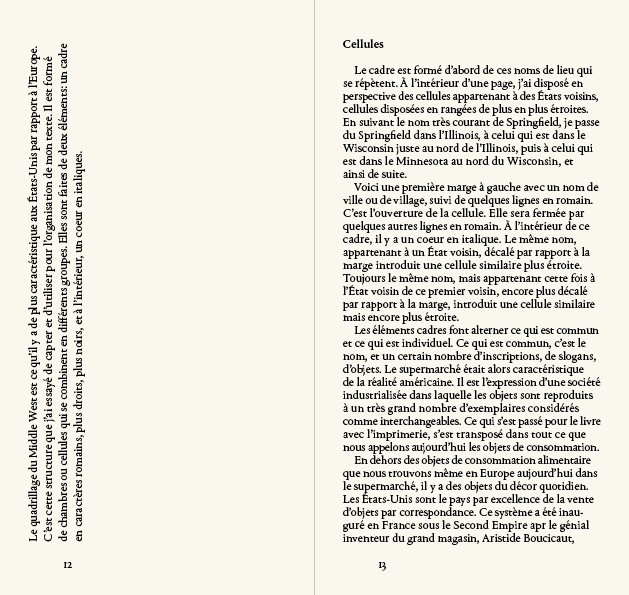 Le quadrillage du Middle West est ce qu'il y a de plus caractéristique aux États-Unis par rapport à l'Europe.
C'est cette structure que j'ai essayé de capter et d'utiliser pour l'organisation de mon texte. Il est formé
de chambres ou cellules qui se combinent en différents groupes. Elles sont faites de deux éléments: un cadre
en caractères romains, plus droits, plus noirs, et à l'intérieur, un coeur en italiques.
12
Cellules
Le cadre est formé d'abord de ces noms de lieu qui
se répètent. À l'intérieur d'une page, j'ai disposé en
perspective des cellules appartenant à des États voisins,
cellules disposées en rangées de plus en plus étroites.
En suivant le nom très courant de Springfield, je passe
du Springfield dans l'Illinois, à celui qui est dans le
Wisconsin juste au nord de l'Illinois, puis à celui qui
est dans le Minnesota au nord du Wisconsin, et
ainsi de suite.
Voici une première marge à gauche avec un nom de
ville ou de village, suivi de quelques lignes en romain.
C'est l'ouverture de la cellule. Elle sera fermée par
quelques autres lignes en romain. À l'intérieur de ce
cadre, il y a un coeur en italique. Le même nom,
appartenant à un État voisin, décalé par rapport à la
marge introduit une cellule similaire plus étroite.
Toujours le même nom, mais appartenant cette fois à
l'État voisin de ce premier voisin, encore plus décalé
par rapport à la marge, introduit une cellule similaire
mais encore plus étroite.
Les éléments cadres font alterner ce qui est commun
et ce qui est individuel. Ce qui est commun, c'est le
nom, et un certain nombre d'inscriptions, de slogans,
d'objets. Le supermarché était alors caractéristique
de la réalité américaine. Il est l'expression d'une société
industrialisée dans laquelle les objets sont reproduits
à un très grand nombre d'exemplaires considérés
comme interchangeables. Ce qui s'est passé pour le livre
avec l'imprimerie, s'est transposé dans tout ce que
nous appelons aujourd'hui les objets de consommation.
En dehors des objets de consommation alimentaire
que nous trouvons même en Europe aujourd'hui dans
le supermarché, il y a des objets du décor quotidien.
Les États-Unis sont le pays par excellence de la vente
d'objets par correspondance. Ce système a été inau-
guré en France sous le Second Empire apr le génial
inventeur du grand magasin, Aristide Boucicaut,
13